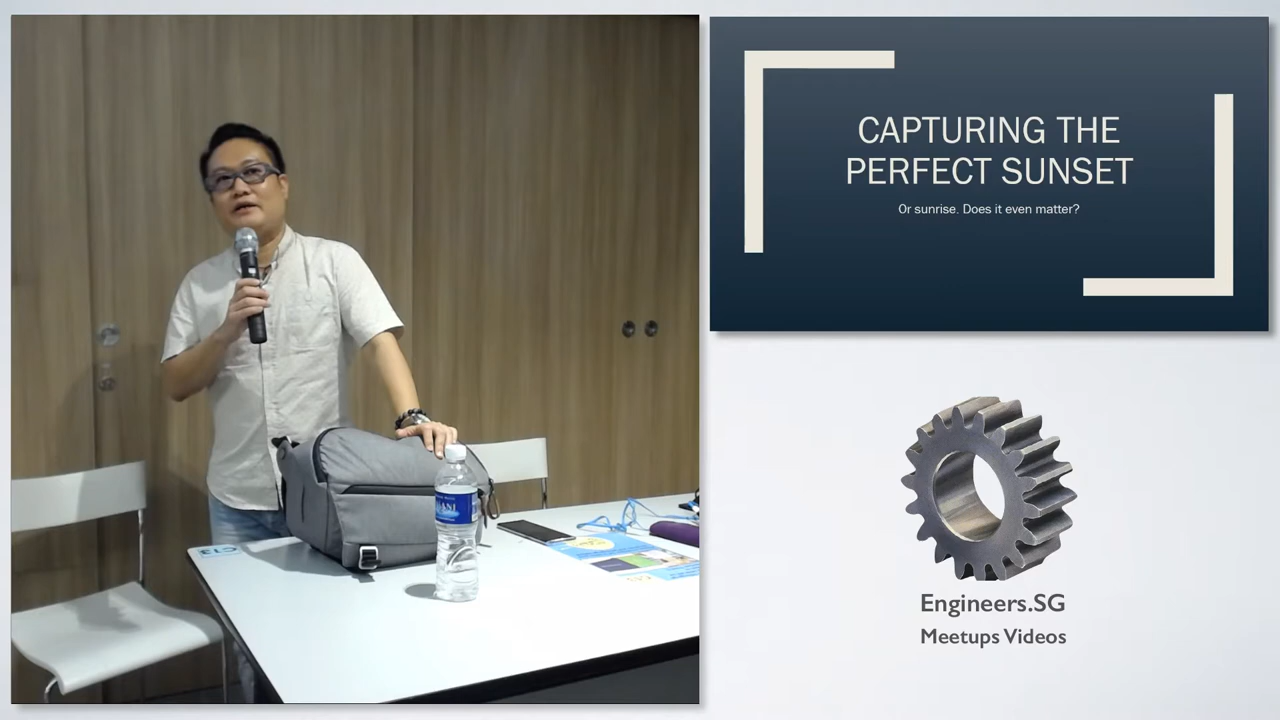 CAPTURING THE
PERFECT SUNSET
Or sunrise. Does it even matter?
Engineers.SG
Meetups Videos